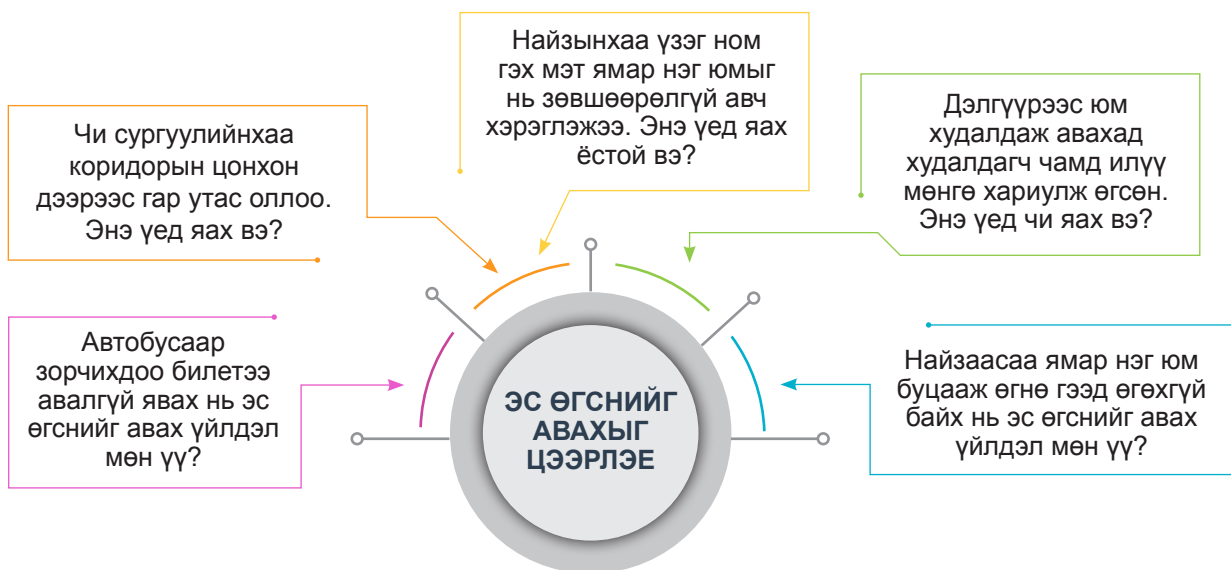 Чи сургуулийнхаа
коридорын цонхон
дээрээс гар утас оллоо.
Энэ үед яах вэ?
Найзынхаа үзэг ном
гэх мэт ямар нэг юмыг
нь зөвшөөрөлгүй авч
хэрэглэжээ. Энэ үед яах
ёстой вэ?
Дэлгүүрээс юм
худалдаж авахад
худалдагч чамд илүү
мөнгө хариулж өгсөн.
Энэ үед чи яах вэ?
Автобусаар
зорчихдоо билетээ
авалгүй явах нь эс
өгснийг авах үйлдэл
мөн үү?
ЭС ӨГСНИЙГ
АВАХЫГ
ЦЭЭРЛЭЕ
Найзаасаа ямар нэг юм
буцааж өгнө гээд өгөхгүй
байх нь эс өгснийг авах
үйлдэл мөн үү?